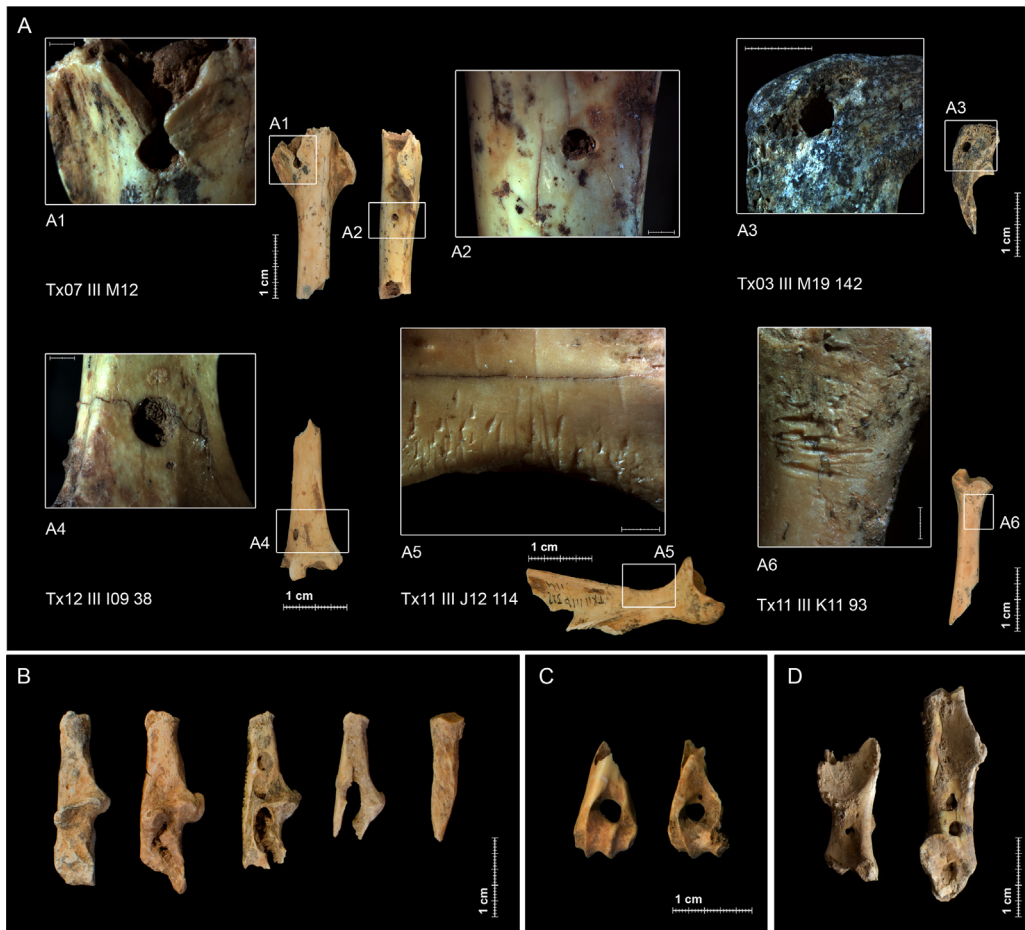 A
A1
Tx07 III M12
A1
A2
1 cm
A2
A3
Tx03 III M19 142
A3
1 cm
A4
Tx12 III I09 38
A4
1 cm
A5
Tx11 III J12 114
1 cm
A5
A6
Tx11 III K11 93
A6
1 cm
B
1 cm
C
1 cm
D
1 cm